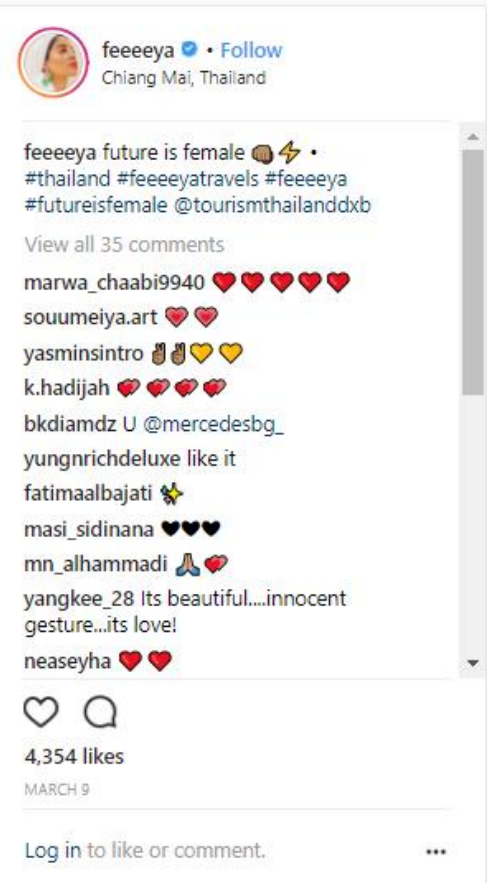 feeeeya • Follow
Chiang Mai, Thailand
feeeeya future is female 👊🏽⚡ •
#thailand #feeeeyatravels #feeeeya
#futureisfemale @tourismthailanddxb
View all 35 comments
marwa_chaabi9940 ❤️❤️❤️❤️❤️
souumeiya.art 💗💗
yasminsintro ✌🏽✌🏽💛💛
k.hadijah 💕💕💕💕
bkdiamdz U @mercedesbg_
yungnrichdeluxe like it
fatimaalbajati ✨
masi_sidinana 🖤🖤🖤
mn_alhammadi 🙏🏽💕
yangkee_28 Its beautiful....innocent
gesture...its love!
neaseyha ❤️❤️
4,354 likes
MARCH 9
Log in to like or comment.